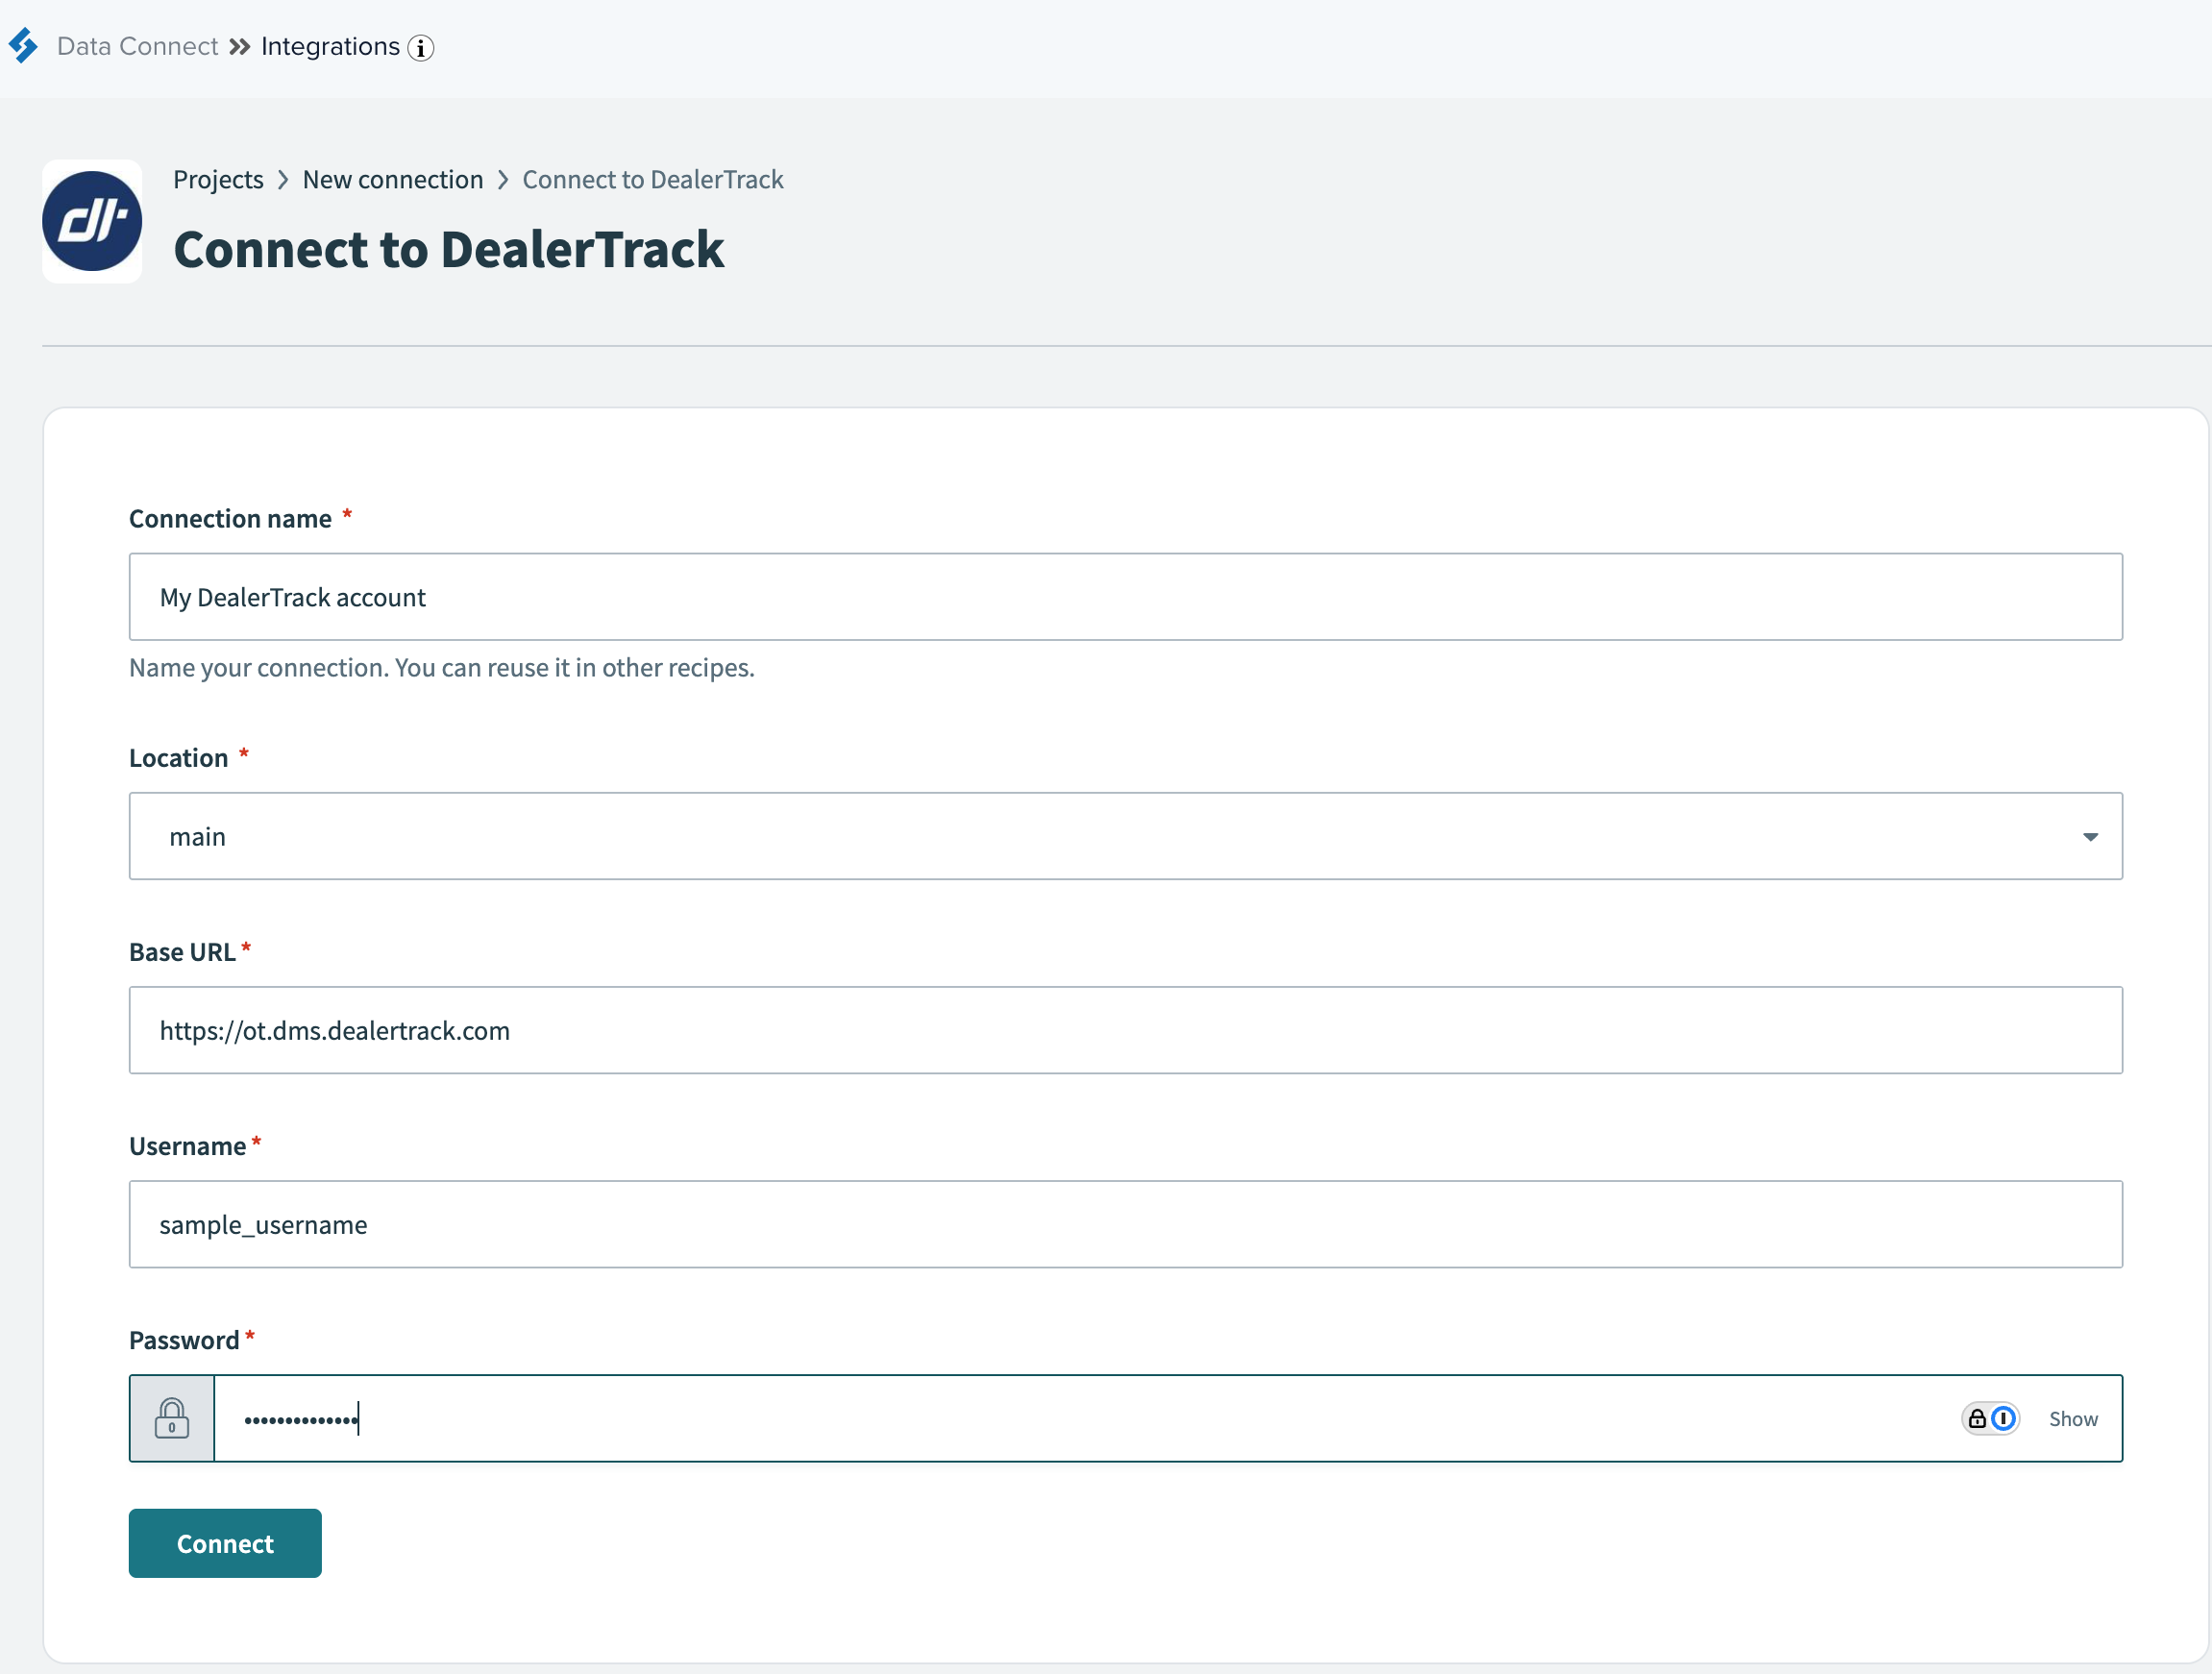 Data Connect » Integrations i
dt
Projects > New connection > Connect to DealerTrack
Connect to DealerTrack
Connection name *
My DealerTrack account
Name your connection. You can reuse it in other recipes.
Location *
main
Base URL *
https://ot.dms.dealertrack.com
Username *
sample_username
Password *
•••••••••••••• Show
Connect